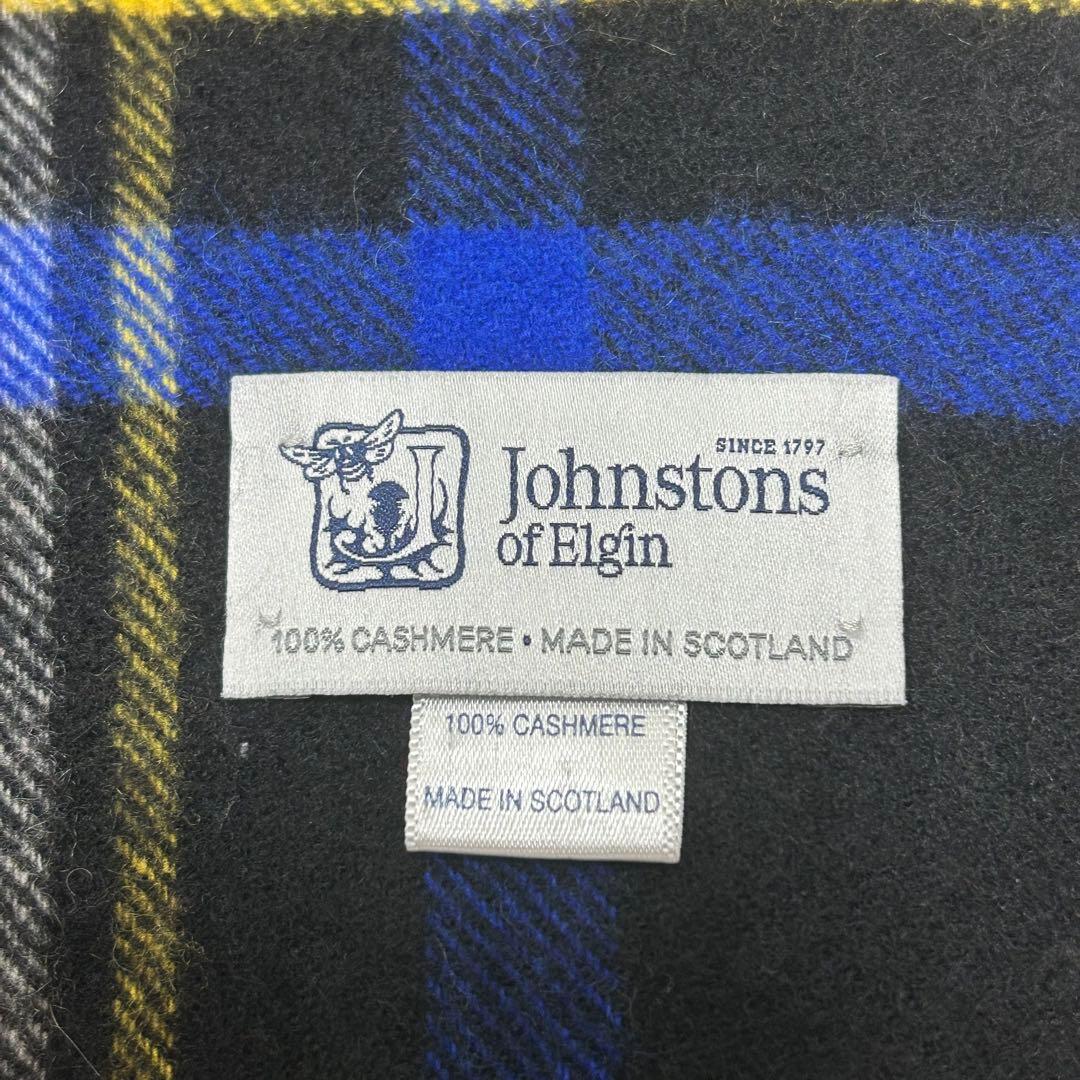 SINCE 1797
Johnstons
of Elgin
100% CASHMERE • MADE IN SCOTLAND
100% CASHMERE
MADE IN SCOTLAND